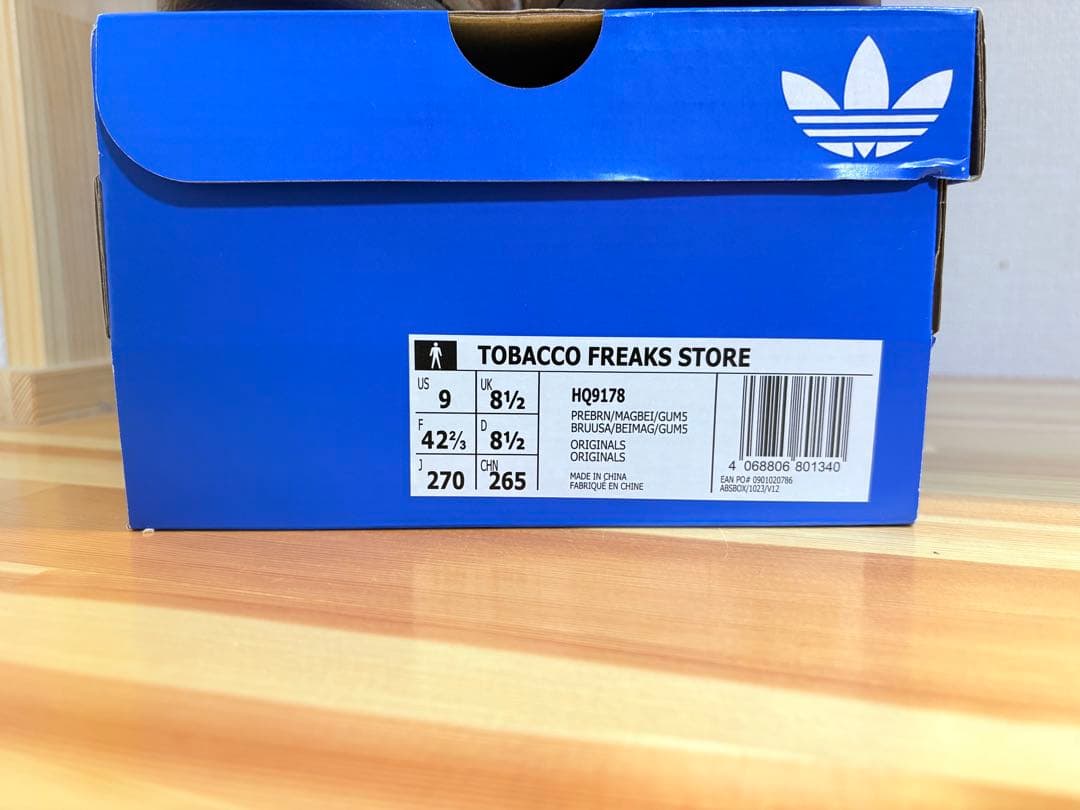 TOBACCO FREAKS STORE
US 9
UK 8½
F 42⅔
D 8½
J 270
CHN 265
HQ9178
PREBRN/MAGBEI/GUM5
BRUUSA/BEIMAG/GUM5
ORIGINALS
ORIGINALS
MADE IN CHINA
FABRIQUÉ EN CHINE
4 068806 801340
EAN PO# 0901020786
ABSBOX/1023/V12